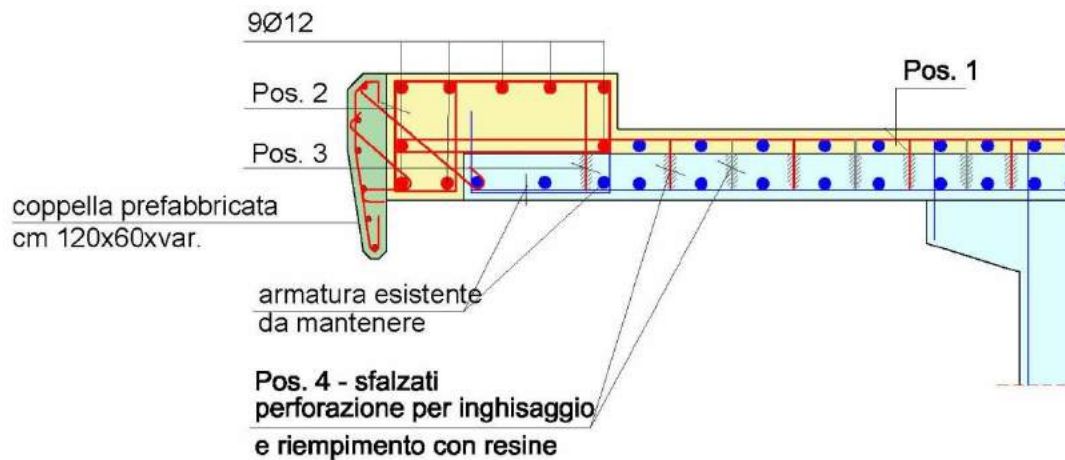 9Ø12
Pos. 1
Pos. 2
Pos. 3
coppella prefabbricata
cm 120x60xvar.
armatura esistente
da mantenere
Pos. 4 - sfalzati
perforazione per inghisaggio
e riempimento con resine